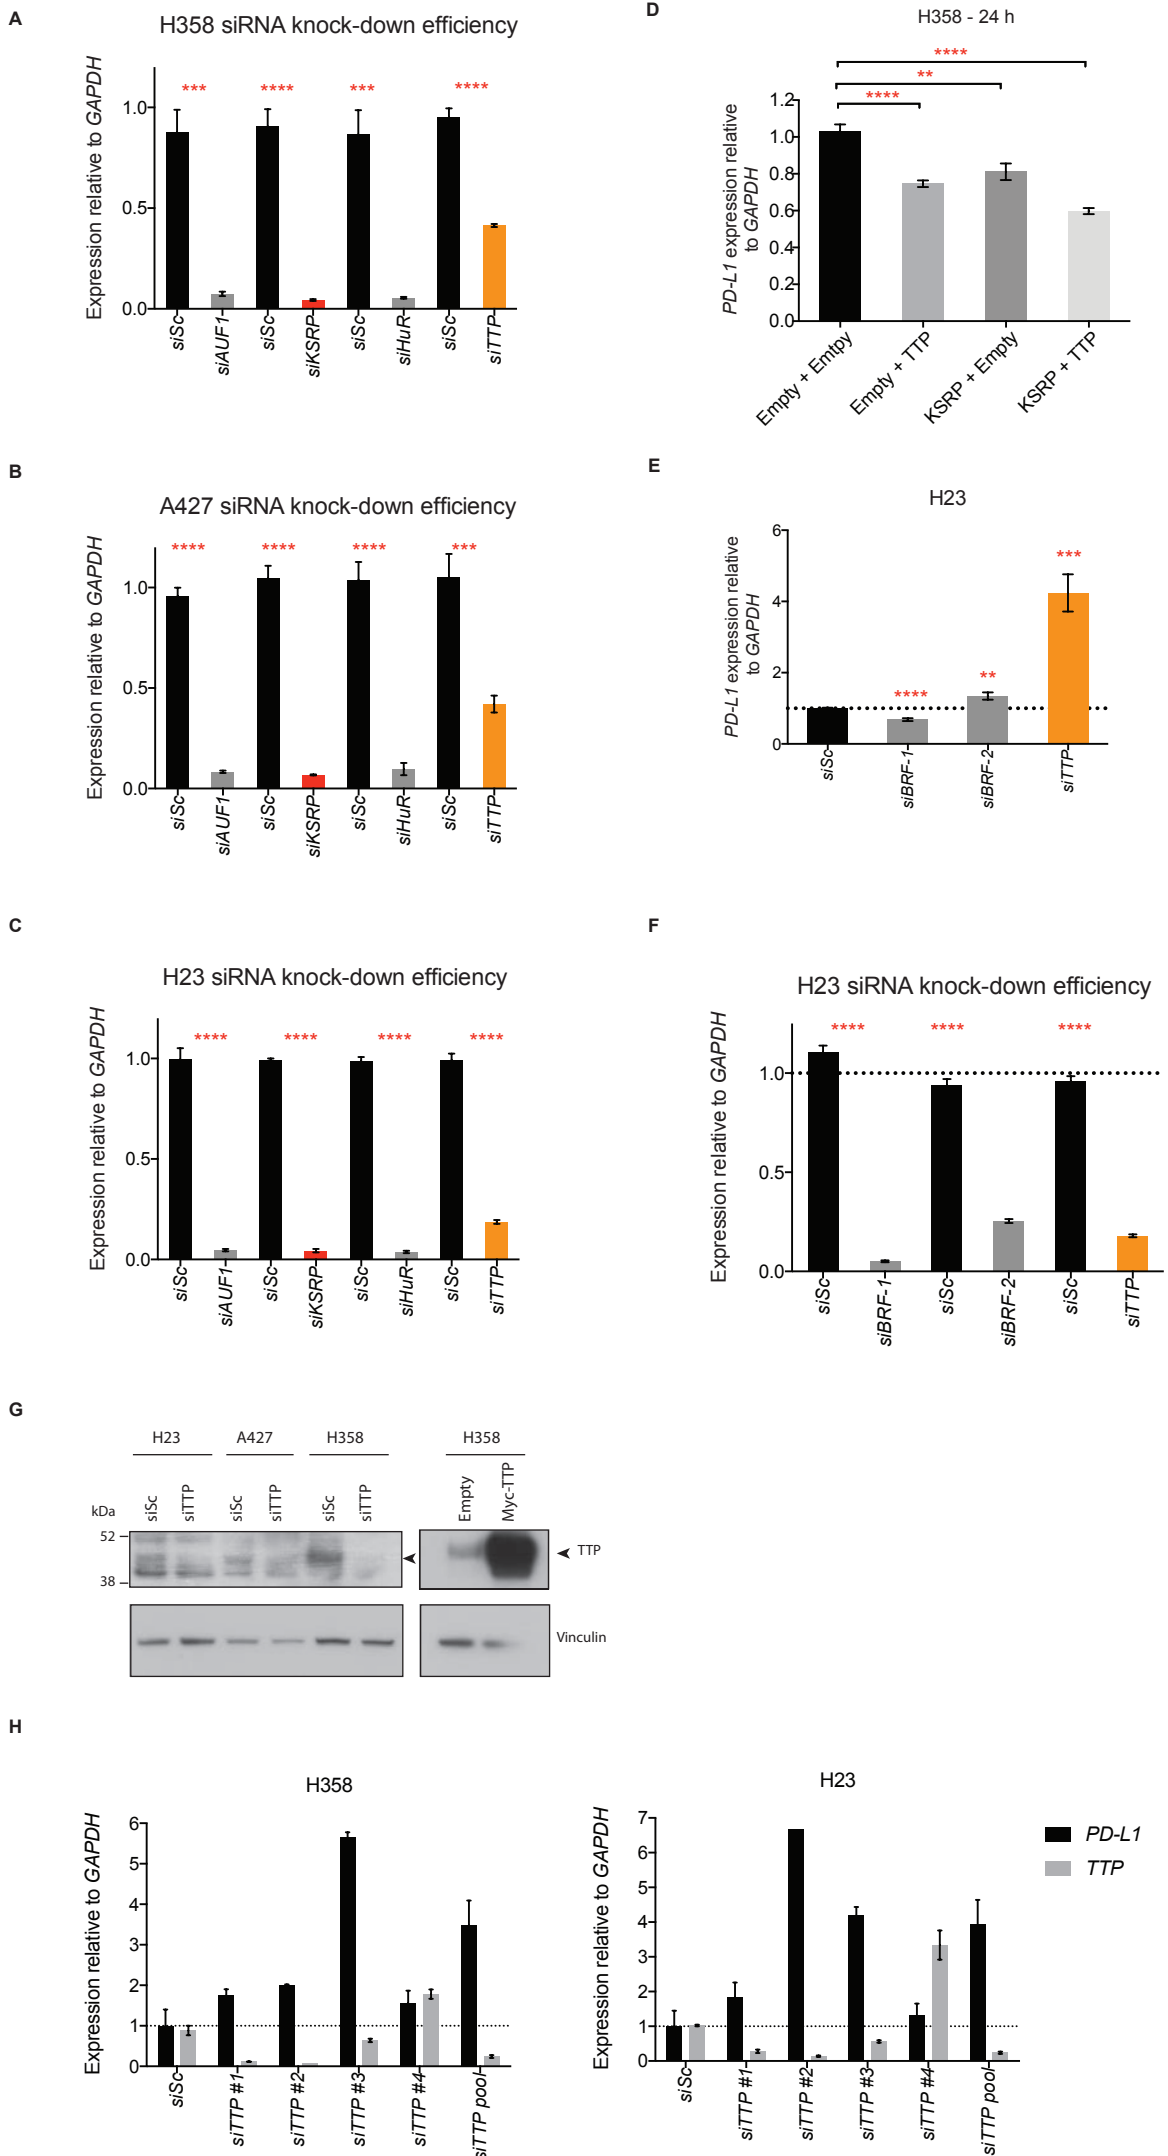 A
H358 siRNA knock-down efficiency
Expression relative to GAPDH
1.0
0.5
0.0
*** **** *** ****
siSc siAUF1 siSc siKSRP siSc siHuR siSc siTTP
D
H358 - 24 h
****
**
****
PD-L1 expression relative
to GAPDH
1.2
1.0
0.8
0.6
0.4
0.2
0.0
Empty + Emtpy
Empty + TTP
KSRP + Empty
KSRP + TTP
B
A427 siRNA knock-down efficiency
Expression relative to GAPDH
1.0
0.5
0.0
**** **** **** ***
siSc siAUF1 siSc siKSRP siSc siHuR siSc siTTP
E
H23
PD-L1 expression relative
to GAPDH
6
4
2
0
**** ** ***
siSc siBRF-1 siBRF-2 siTTP
C
H23 siRNA knock-down efficiency
Expression relative to GAPDH
1.0
0.5
0.0
**** **** **** ****
siSc siAUF1 siSc siKSRP siSc siHuR siSc siTTP
F
H23 siRNA knock-down efficiency
Expression relative to GAPDH
1.0
0.5
0.0
**** **** ****
siSc siBRF-1 siSc siBRF-2 siSc siTTP
G
H23 A427 H358 H358
siSc siTTP siSc siTTP siSc siTTP Empty Myc-TTP
kDa
52
38
TTP
Vinculin
H
H358
Expression relative to GAPDH
6
5
4
3
2
1
0
siSc siTTP #1 siTTP #2 siTTP #3 siTTP #4 siTTP pool
H23
Expression relative to GAPDH
7
6
5
4
3
2
1
0
siSc siTTP #1 siTTP #2 siTTP #3 siTTP #4 siTTP pool
PD-L1
TTP